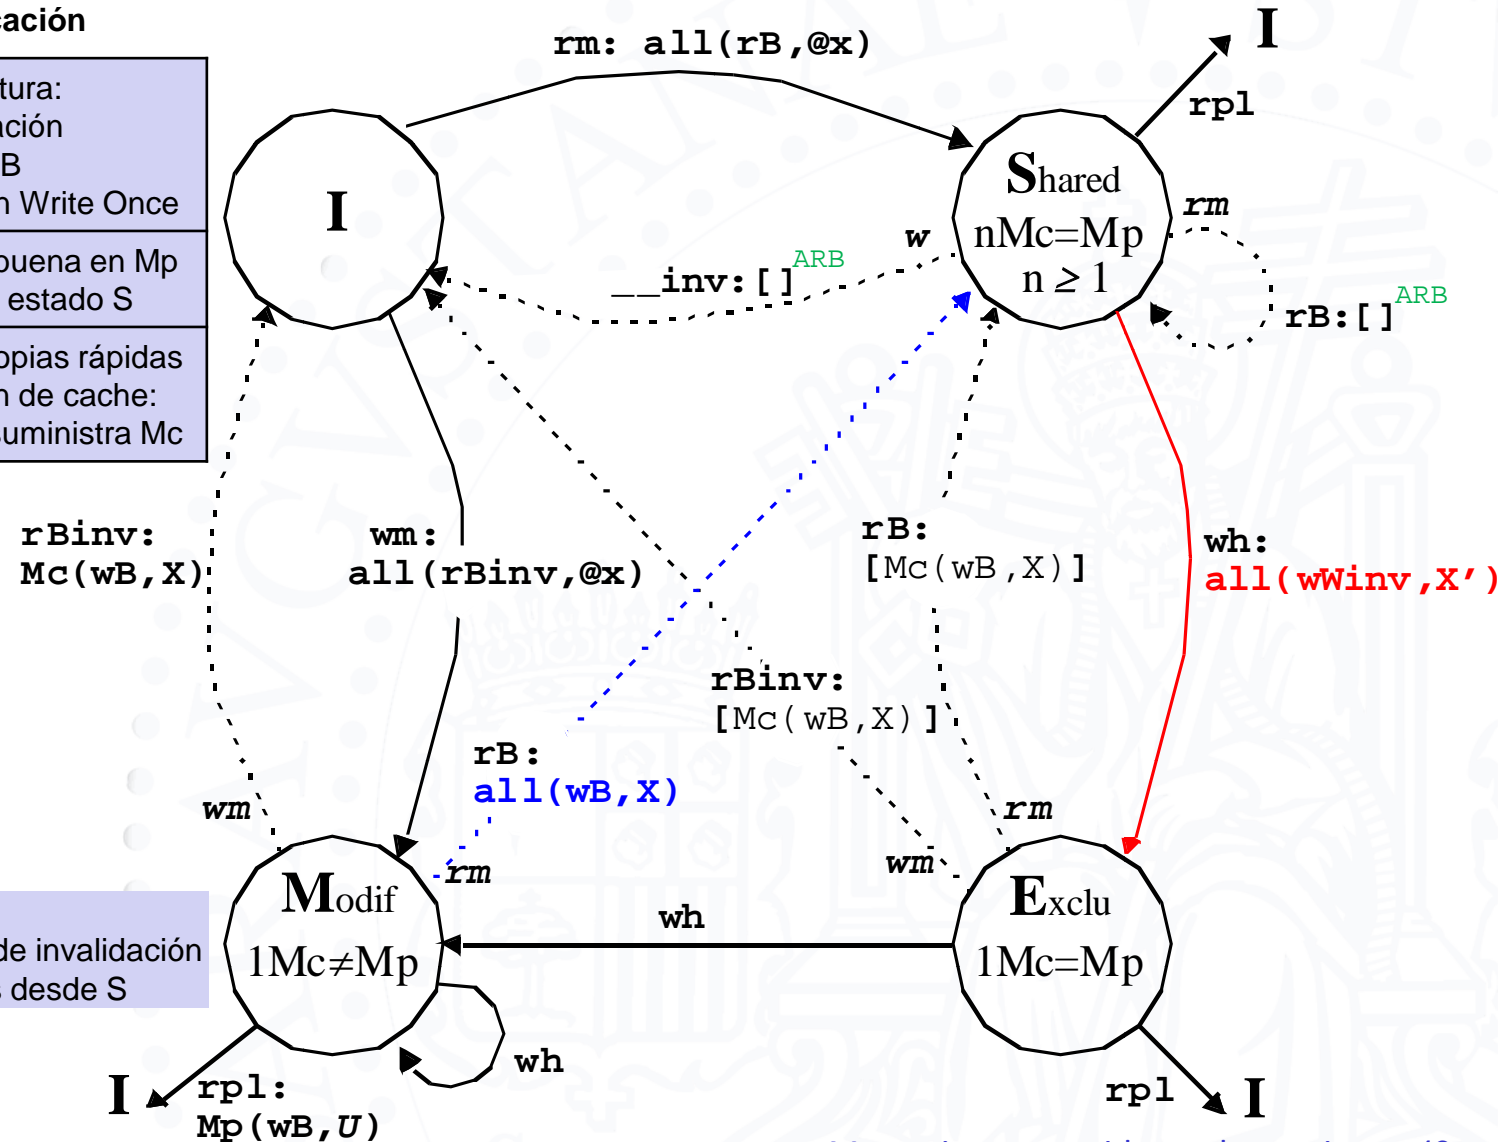 cación
tura:
ación
B
n Write Once
buena en Mp
estado S
opias rápidas
n de cache:
suministra Mc
rm: all(rB,@x)
I
rpl
I
Shared
nMc=Mp
n ≥ 1
rm
w
__inv:[] ARB
rB:[] ARB
rBinv:
Mc(wB,X)
wm:
all(rBinv,@x)
rB:
[Mc(wB,X)]
wh:
all(wWinv,X')
rBinv:
[Mc(wB,X)]
rB:
all(wB,X)
wm
rm
wm
rm
Modif
1Mc≠Mp
wh
Exclu
1Mc=Mp
de invalidación
s desde S
wh
I
rpl:
Mp(wB,U)
rpl
I